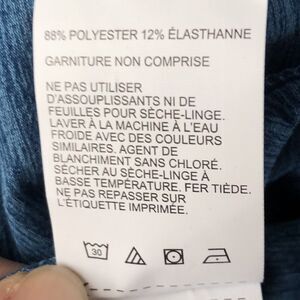 88% POLYESTER 12% ÉLASTHANNE
GARNITURE NON COMPRISE
NE PAS UTILISER
D'ASSOUPLISSANTS NI DE
FEUILLES POUR SÈCHE-LINGE.
LAVER À LA MACHINE À L'EAU
FROIDE AVEC DES COULEURS
SIMILAIRES. AGENT DE
BLANCHIMENT SANS CHLORÉ.
SÉCHER AU SÈCHE-LINGE À
BASSE TEMPÉRATURE. FER TIÈDE.
NE PAS REPASSER SUR
L'ÉTIQUETTE IMPRIMÉE.
30